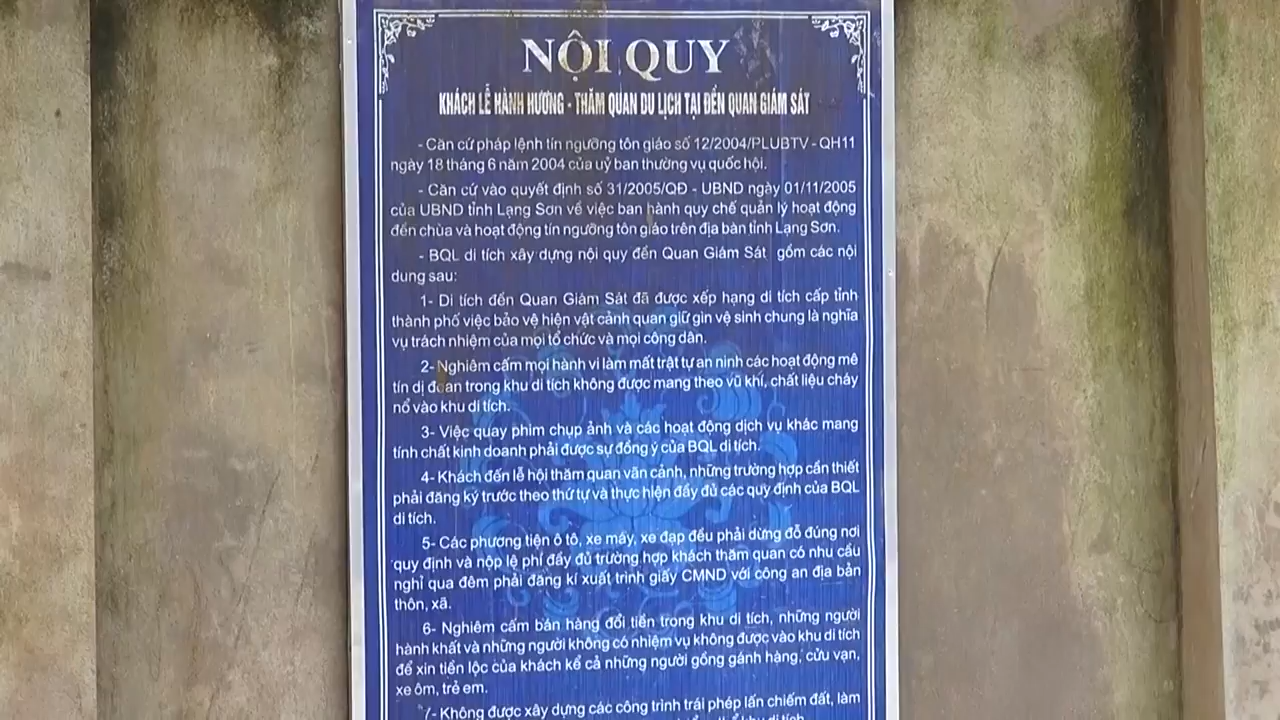 NỘI QUY
KHÁCH LỄ HÀNH HƯƠNG - THĂM QUAN DU LỊCH TẠI ĐỀN QUAN GIÁM SÁT
- Căn cứ pháp lệnh tín ngưỡng tôn giáo số 12/2004/PLUBTV - QH11
ngày 18 tháng 6 năm 2004 của uỷ ban thường vụ quốc hội.
- Căn cứ vào quyết định số 31/2005/QĐ - UBND ngày 01/11/2005
của UBND tỉnh Lạng Sơn về việc ban hành quy chế quản lý hoạt động
đền chùa và hoạt động tín ngưỡng tôn giáo trên địa bàn tỉnh Lạng Sơn.
- BQL di tích xây dựng nội quy đền Quan Giám Sát gồm các nội
dung sau:
1- Di tích đền Quan Giám Sát đã được xếp hạng di tích cấp tỉnh
thành phố việc bảo vệ hiện vật cảnh quan giữ gìn vệ sinh chung là nghĩa
vụ trách nhiệm của mọi tổ chức và mọi công dân.
2- Nghiêm cấm mọi hành vi làm mất trật tự an ninh các hoạt động mê
tín dị đoan trong khu di tích không được mang theo vũ khí, chất liệu cháy
nổ vào khu di tích.
3- Việc quay phim chụp ảnh và các hoạt động dịch vụ khác mang
tính chất kinh doanh phải được sự đồng ý của BQL di tích.
4- Khách đến lễ hội thăm quan vãn cảnh, những trường hợp cần thiết
phải đăng ký trước theo thứ tự và thực hiện đầy đủ các quy định của BQL
di tích.
5- Các phương tiện ô tô, xe máy, xe đạp đều phải dừng đỗ đúng nơi
quy định và nộp lệ phí đầy đủ trường hợp khách thăm quan có nhu cầu
nghỉ qua đêm phải đăng kí xuất trình giấy CMND với công an địa bản
thôn, xã.
6- Nghiêm cấm bán hàng đổi tiền trong khu di tích, những người
hành khất và những người không có nhiệm vụ không được vào khu di tích
để xin tiền lộc của khách kể cả những người gồng gánh hàng, cửu vạn,
xe ôm, trẻ em.
7- Không được xây dựng các công trình trái phép lấn chiếm đất, làm
khu di tích